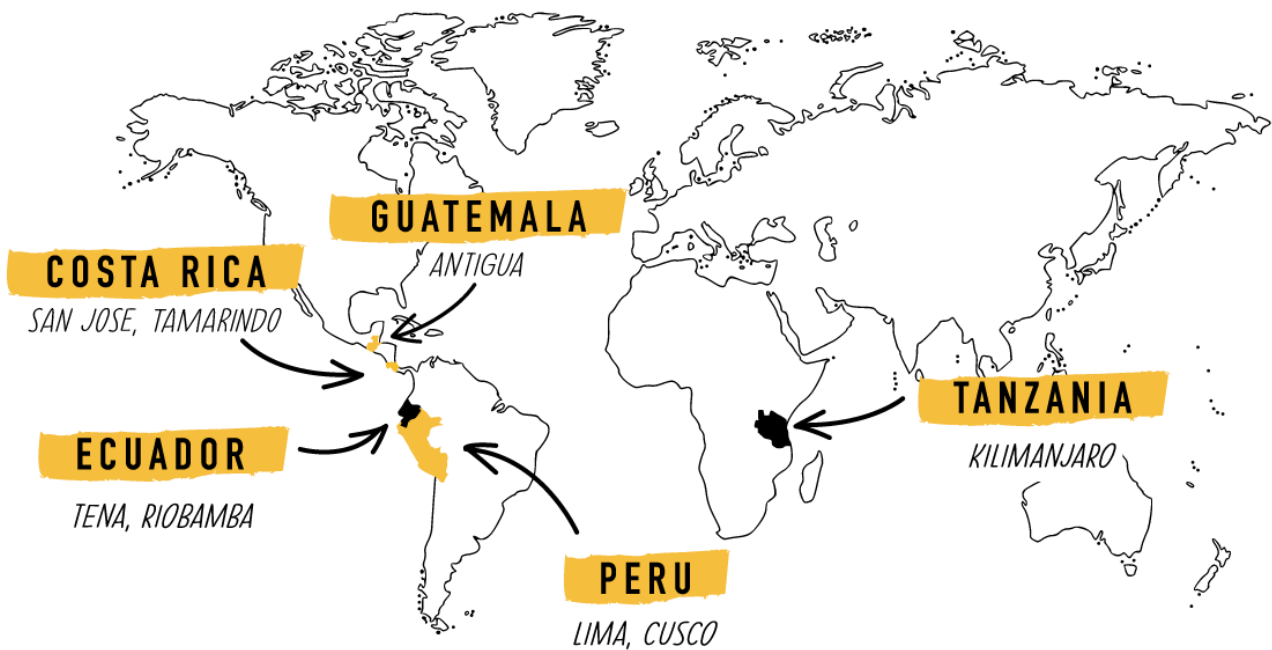 GUATEMALA
ANTIGUA
COSTA RICA
SAN JOSE, TAMARINDO
TANZANIA
KILIMANJARO
ECUADOR
TENA, RIOBAMBA
PERU
LIMA, CUSCO